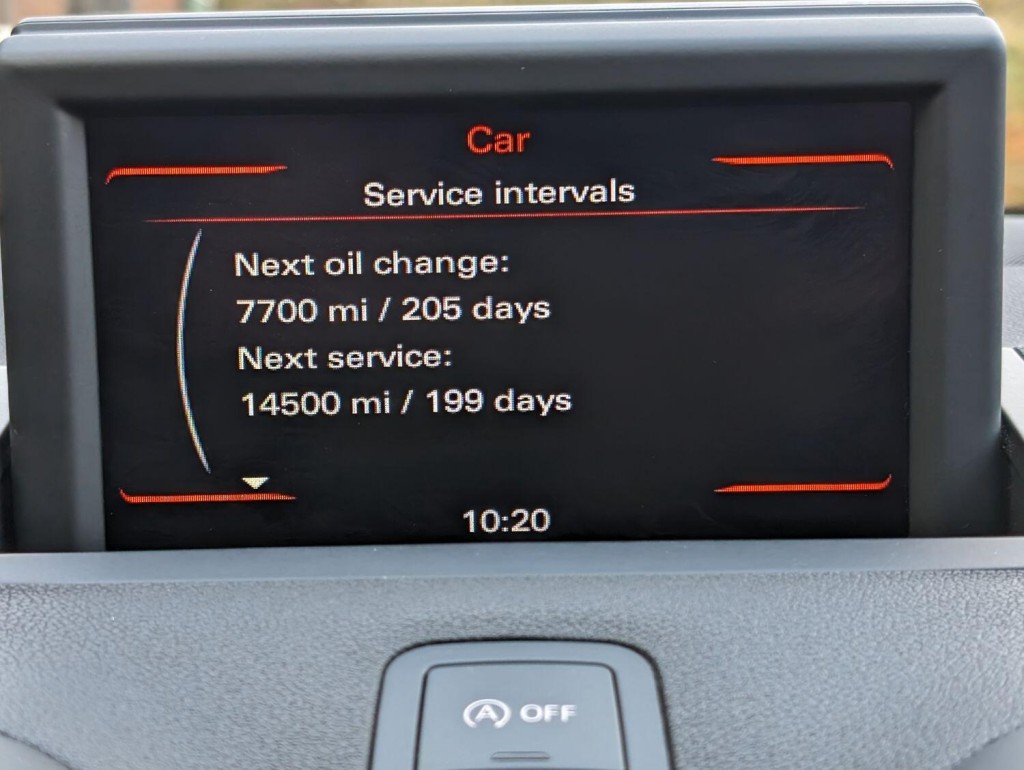 Car
Service intervals
Next oil change:
7700 mi / 205 days
Next service:
14500 mi / 199 days
10:20
A OFF